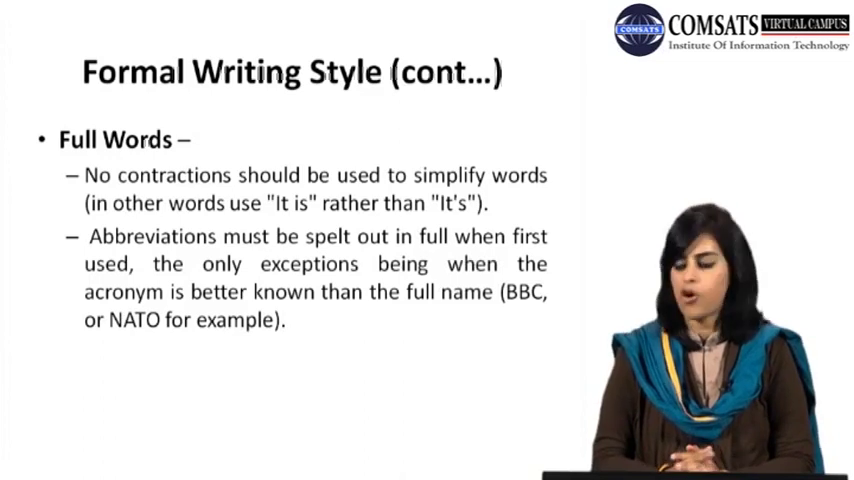 COMSATS VIRTUAL CAMPUS
COMSATS
Institute Of Information Technology
Formal Writing Style (cont…)
• Full Words –
– No contractions should be used to simplify words
(in other words use "It is" rather than "It's").
– Abbreviations must be spelt out in full when first
used, the only exceptions being when the
acronym is better known than the full name (BBC,
or NATO for example).